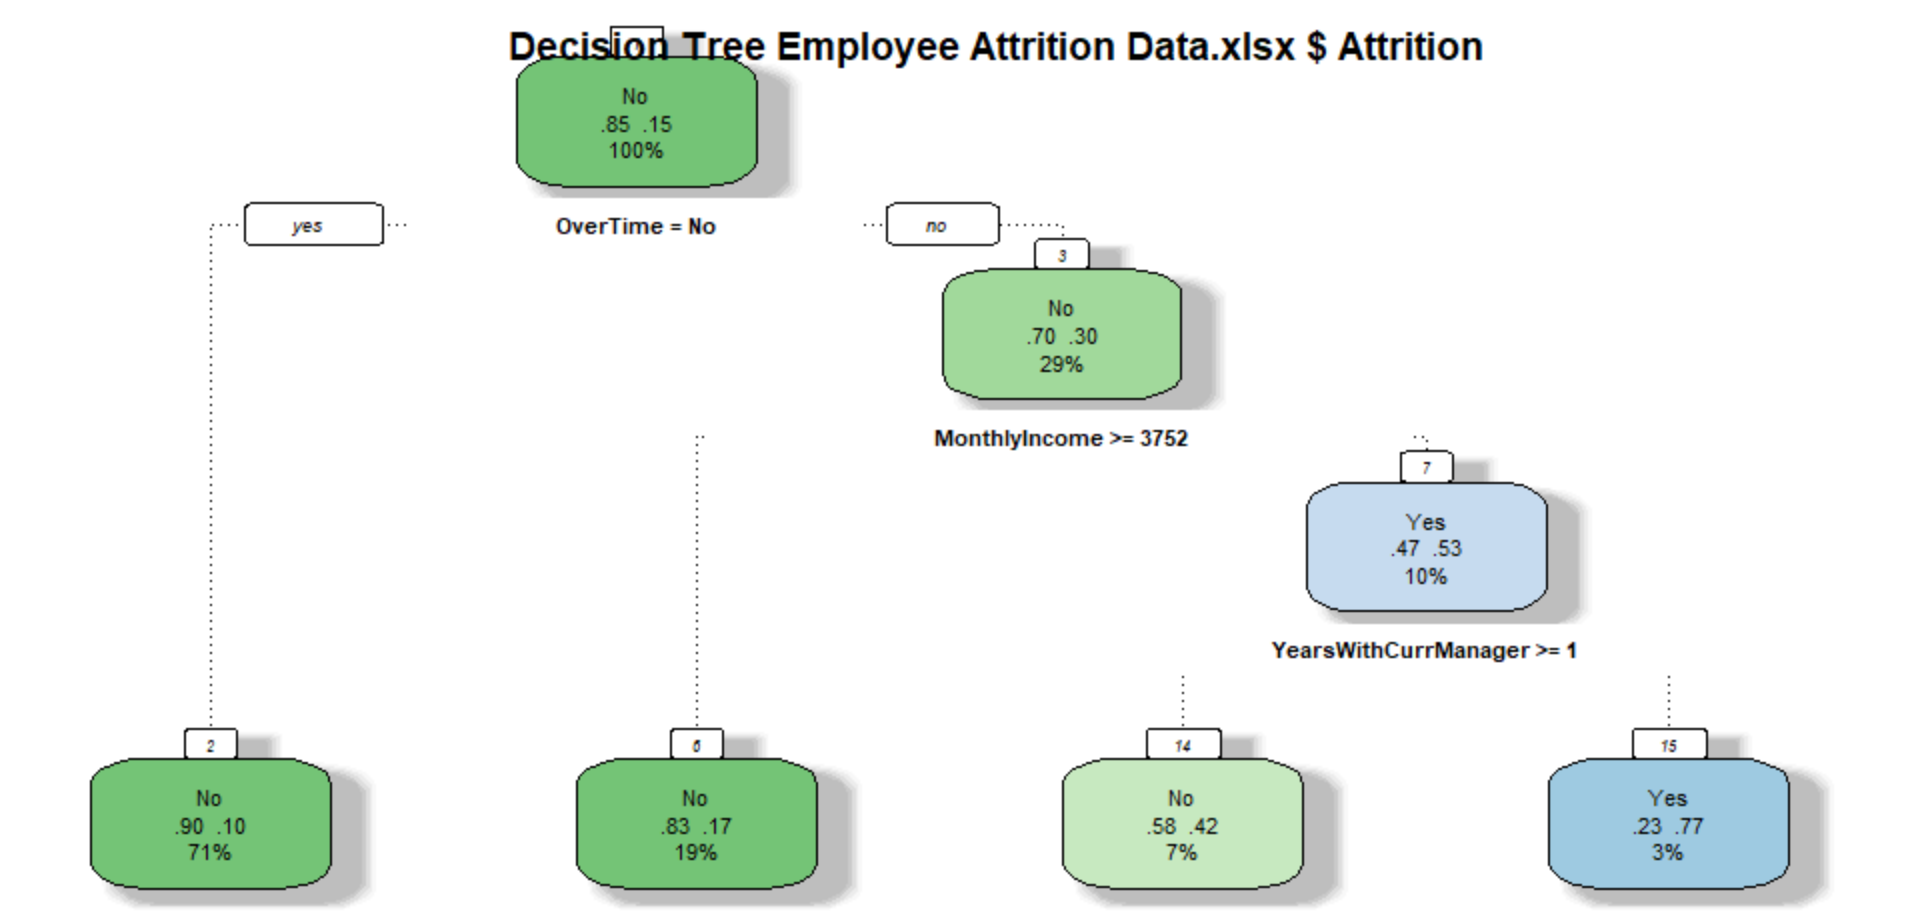 Decision Tree Employee Attrition Data.xlsx $ Attrition
No
.85 .15
100%
yes
OverTime = No
no
3
No
.70 .30
29%
MonthlyIncome >= 3752
7
Yes
.47 .53
10%
YearsWithCurrManager >= 1
2
6
14
15
No
.90 .10
71%
No
.83 .17
19%
No
.58 .42
7%
Yes
.23 .77
3%